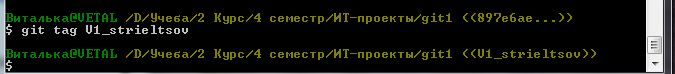 Виталька@VETAL /D/Учеба/2 Курс/4 семестр/ИТ-проекты/git1 ((897e6ae...))
$ git tag V1_strieltsov
Виталька@VETAL /D/Учеба/2 Курс/4 семестр/ИТ-проекты/git1 ((V1_strieltsov))
$